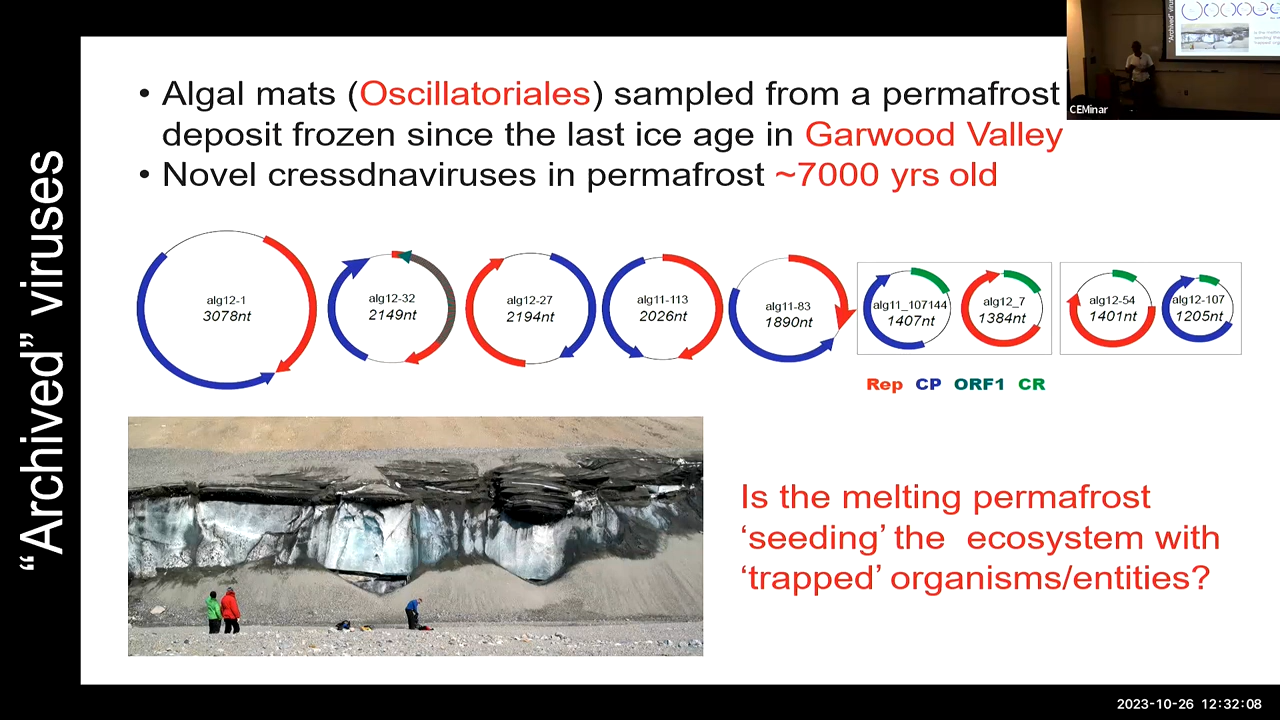 “Archived” viruses
• Algal mats (Oscillatoriales) sampled from a permafrost
deposit frozen since the last ice age in Garwood Valley
• Novel cressdnaviruses in permafrost ~7000 yrs old
alg12-1
3078nt
alg12-32
2149nt
alg12-27
2194nt
alg11-113
2026nt
alg11-83
1890nt
alg11_107144
1407nt
alg12_7
1384nt
alg12-54
1401nt
alg12-107
1205nt
Rep CP ORF1 CR
Is the melting permafrost
‘seeding’ the ecosystem with
‘trapped’ organisms/entities?
CEMinar
2023-10-26 12:32:08